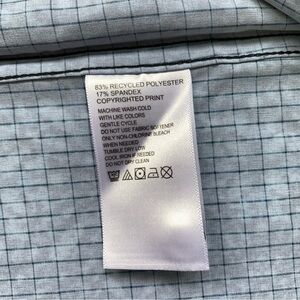 83% RECYCLED POLYESTER
17% SPANDEX
COPYRIGHTED PRINT
MACHINE WASH COLD
WITH LIKE COLORS
GENTLE CYCLE
DO NOT USE FABRIC SOFTENER
ONLY NON-CHLORINE BLEACH
WHEN NEEDED
TUMBLE DRY LOW
COOL IRON IF NEEDED
DO NOT DRY CLEAN